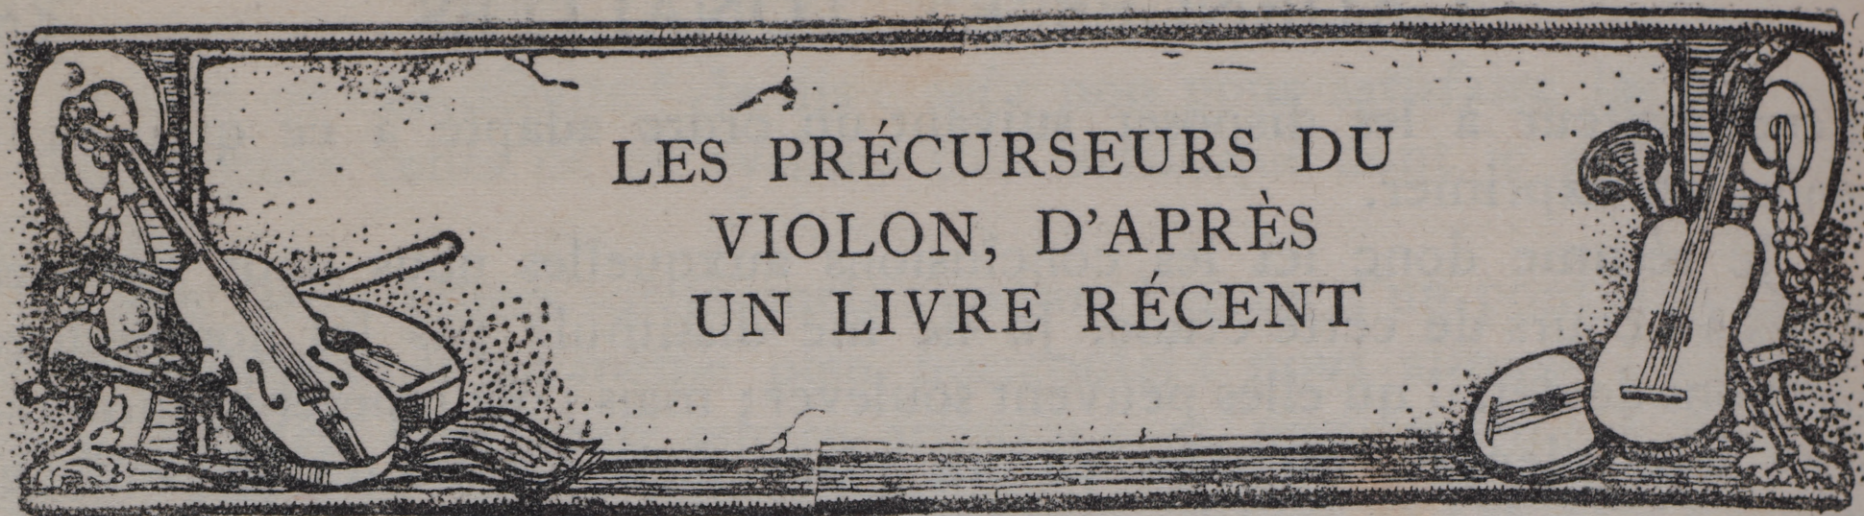 LES PRÉCURSEURS DU
VIOLON, D'APRÈS
UN LIVRE RÉCENT